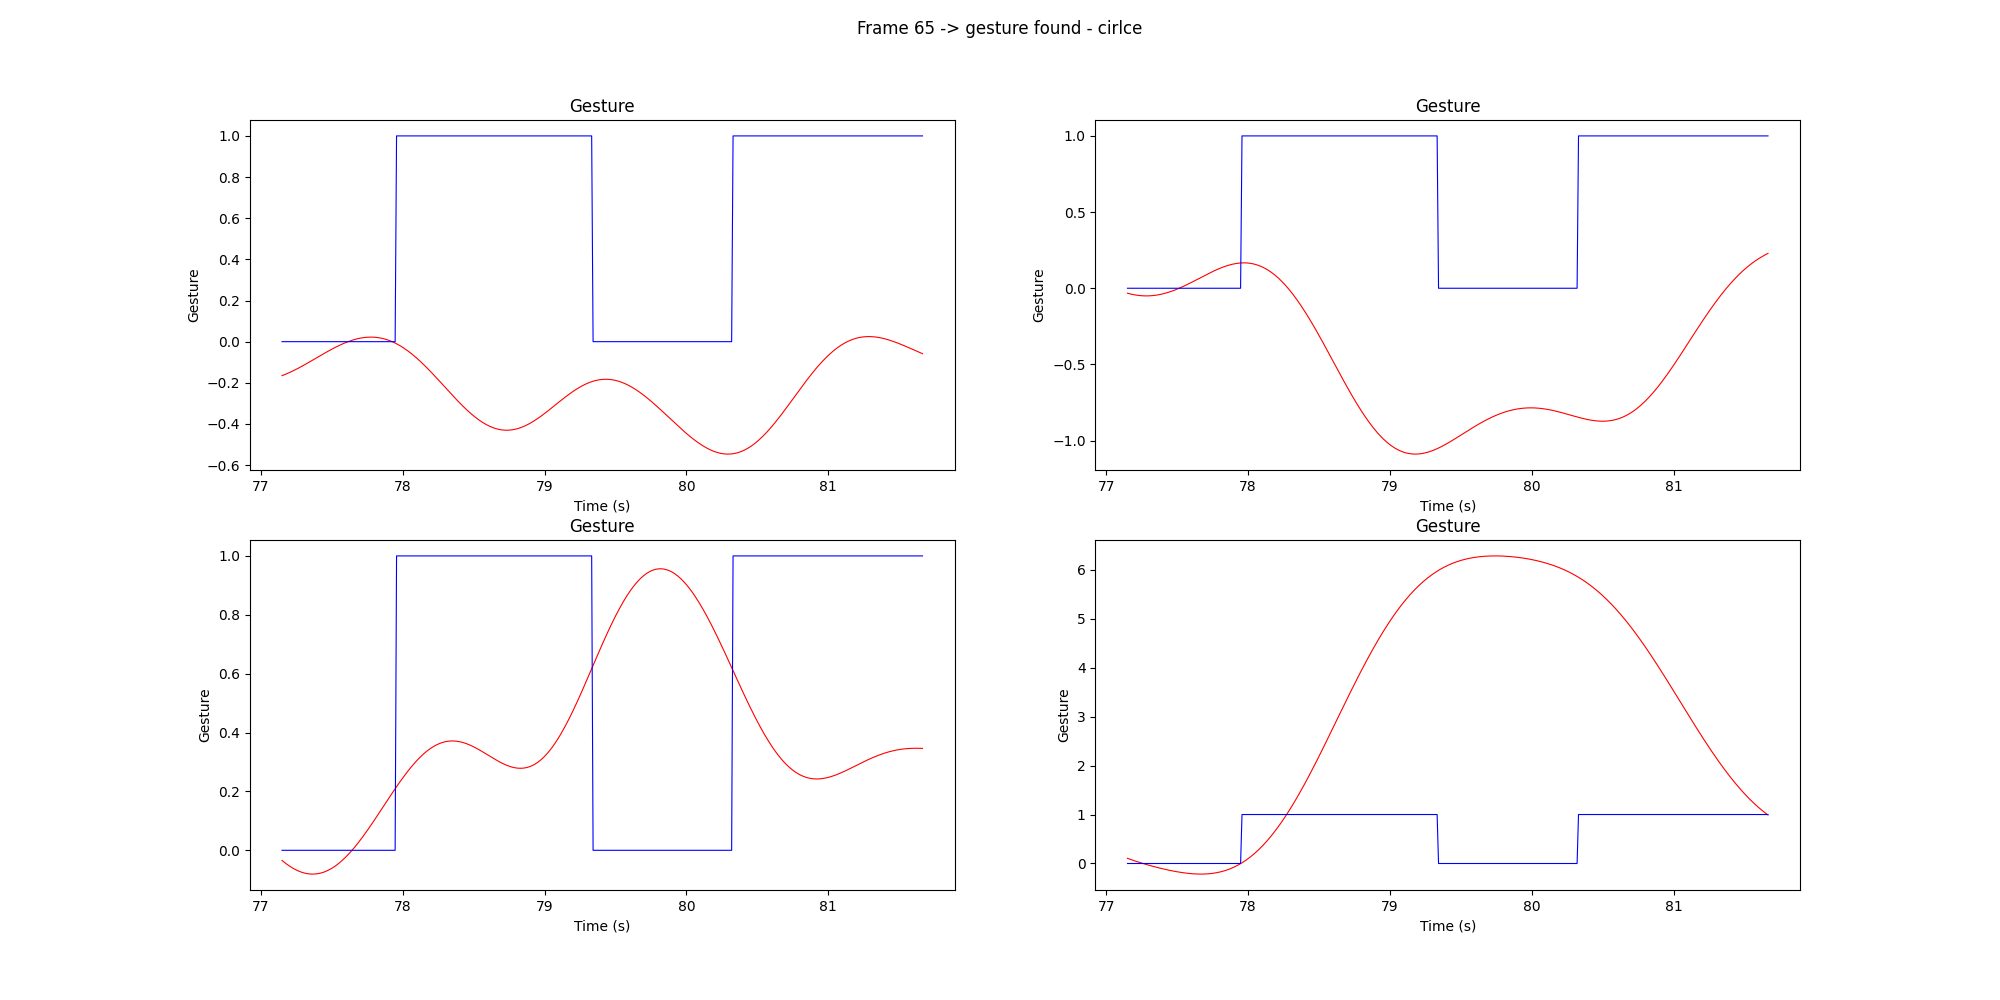 Frame 65 -> gesture found - cirlce
Gesture
Gesture
1.0
0.8
0.6
0.4
0.2
0.0
−0.2
−0.4
−0.6
77 78 79 80 81
Time (s)
Gesture
Gesture
1.0
0.5
0.0
−0.5
−1.0
77 78 79 80 81
Time (s)
Gesture
Gesture
1.0
0.8
0.6
0.4
0.2
0.0
77 78 79 80 81
Time (s)
Gesture
Gesture
6
5
4
3
2
1
0
77 78 79 80 81
Time (s)